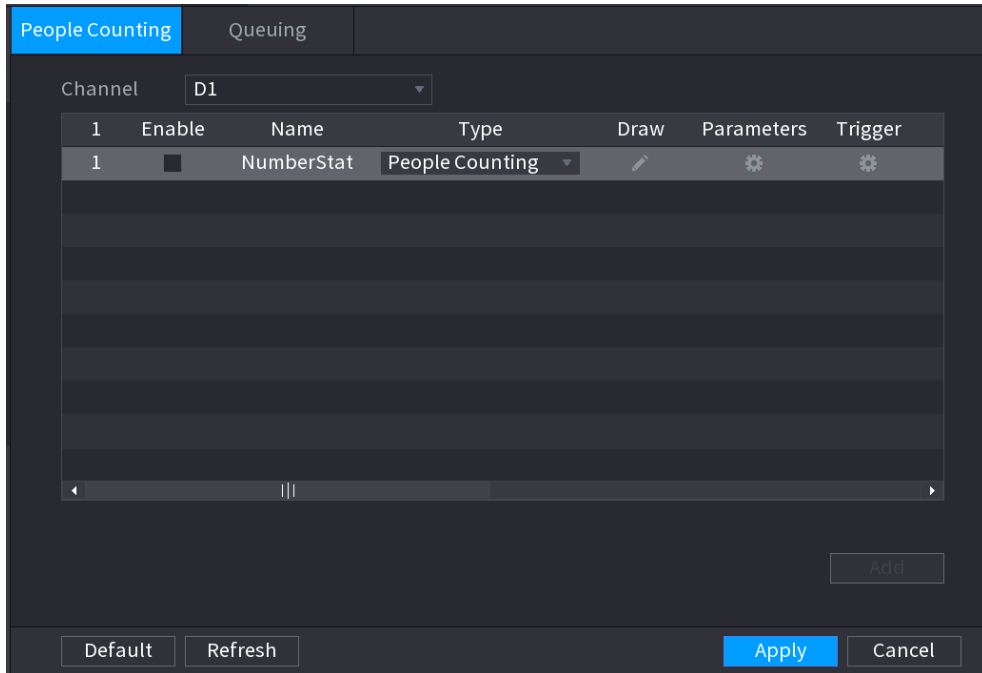 People Counting Queuing
Channel D1
1 Enable Name Type Draw Parameters Trigger
1 NumberStat People Counting
Add
Default Refresh Apply Cancel